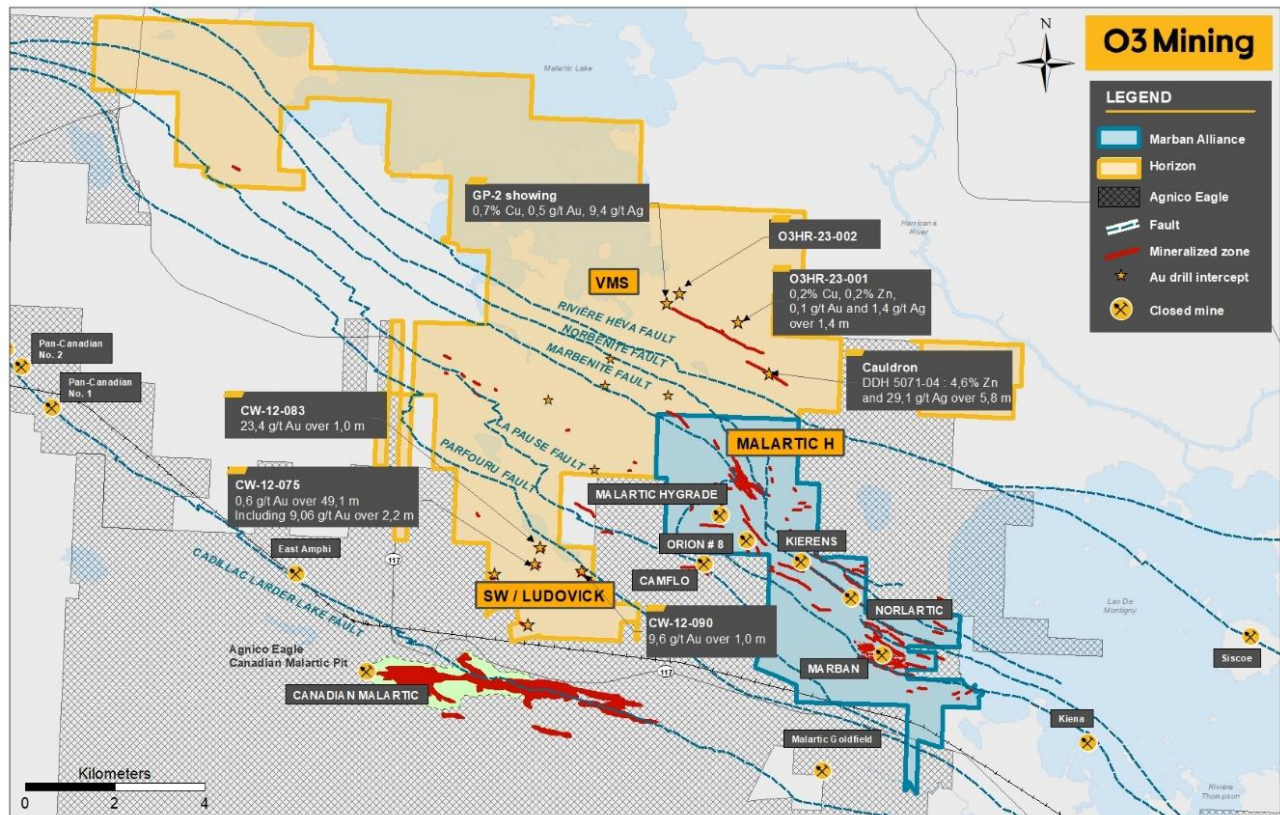 Malartic Lake
N
O3 Mining
LEGEND
Marban Alliance
Horizon
Agnico Eagle
Fault
Mineralized zone
Au drill intercept
Closed mine
GP-2 showing
0,7% Cu, 0,5 g/t Au, 9,4 g/t Ag
O3HR-23-002
Harricana
River
VMS
O3HR-23-001
0,2% Cu, 0,2% Zn,
0,1 g/t Au and 1,4 g/t Ag
over 1,4 m
RIVIÈRE HÉVA FAULT
NORBENITE FAULT
MARBENITE FAULT
Pan-Canadian
No. 2
Pan-Canadian
No. 1
Cauldron
DDH 5071-04 : 4,6% Zn
and 29,1 g/t Ag over 5,8 m
CW-12-083
23,4 g/t Au over 1,0 m
LA PAUSE FAULT
PARFOURU FAULT
MALARTIC H
CW-12-075
0,6 g/t Au over 49,1 m
Including 9,06 g/t Au over 2,2 m
MALARTIC HYGRADE
ORION # 8
KIERENS
East Amphi
117
CAMFLO
CADILLAC LARDER LAKE FAULT
SW / LUDOVICK
NORLARTIC
Lac De
Montigny
CW-12-090
9,6 g/t Au over 1,0 m
Agnico Eagle
Canadian Malartic Pit
MARBAN
Siscoe
117
CANADIAN MALARTIC
Kiena
Malartic Goldfield
Kilometers
0 2 4
Rivière
Thompson